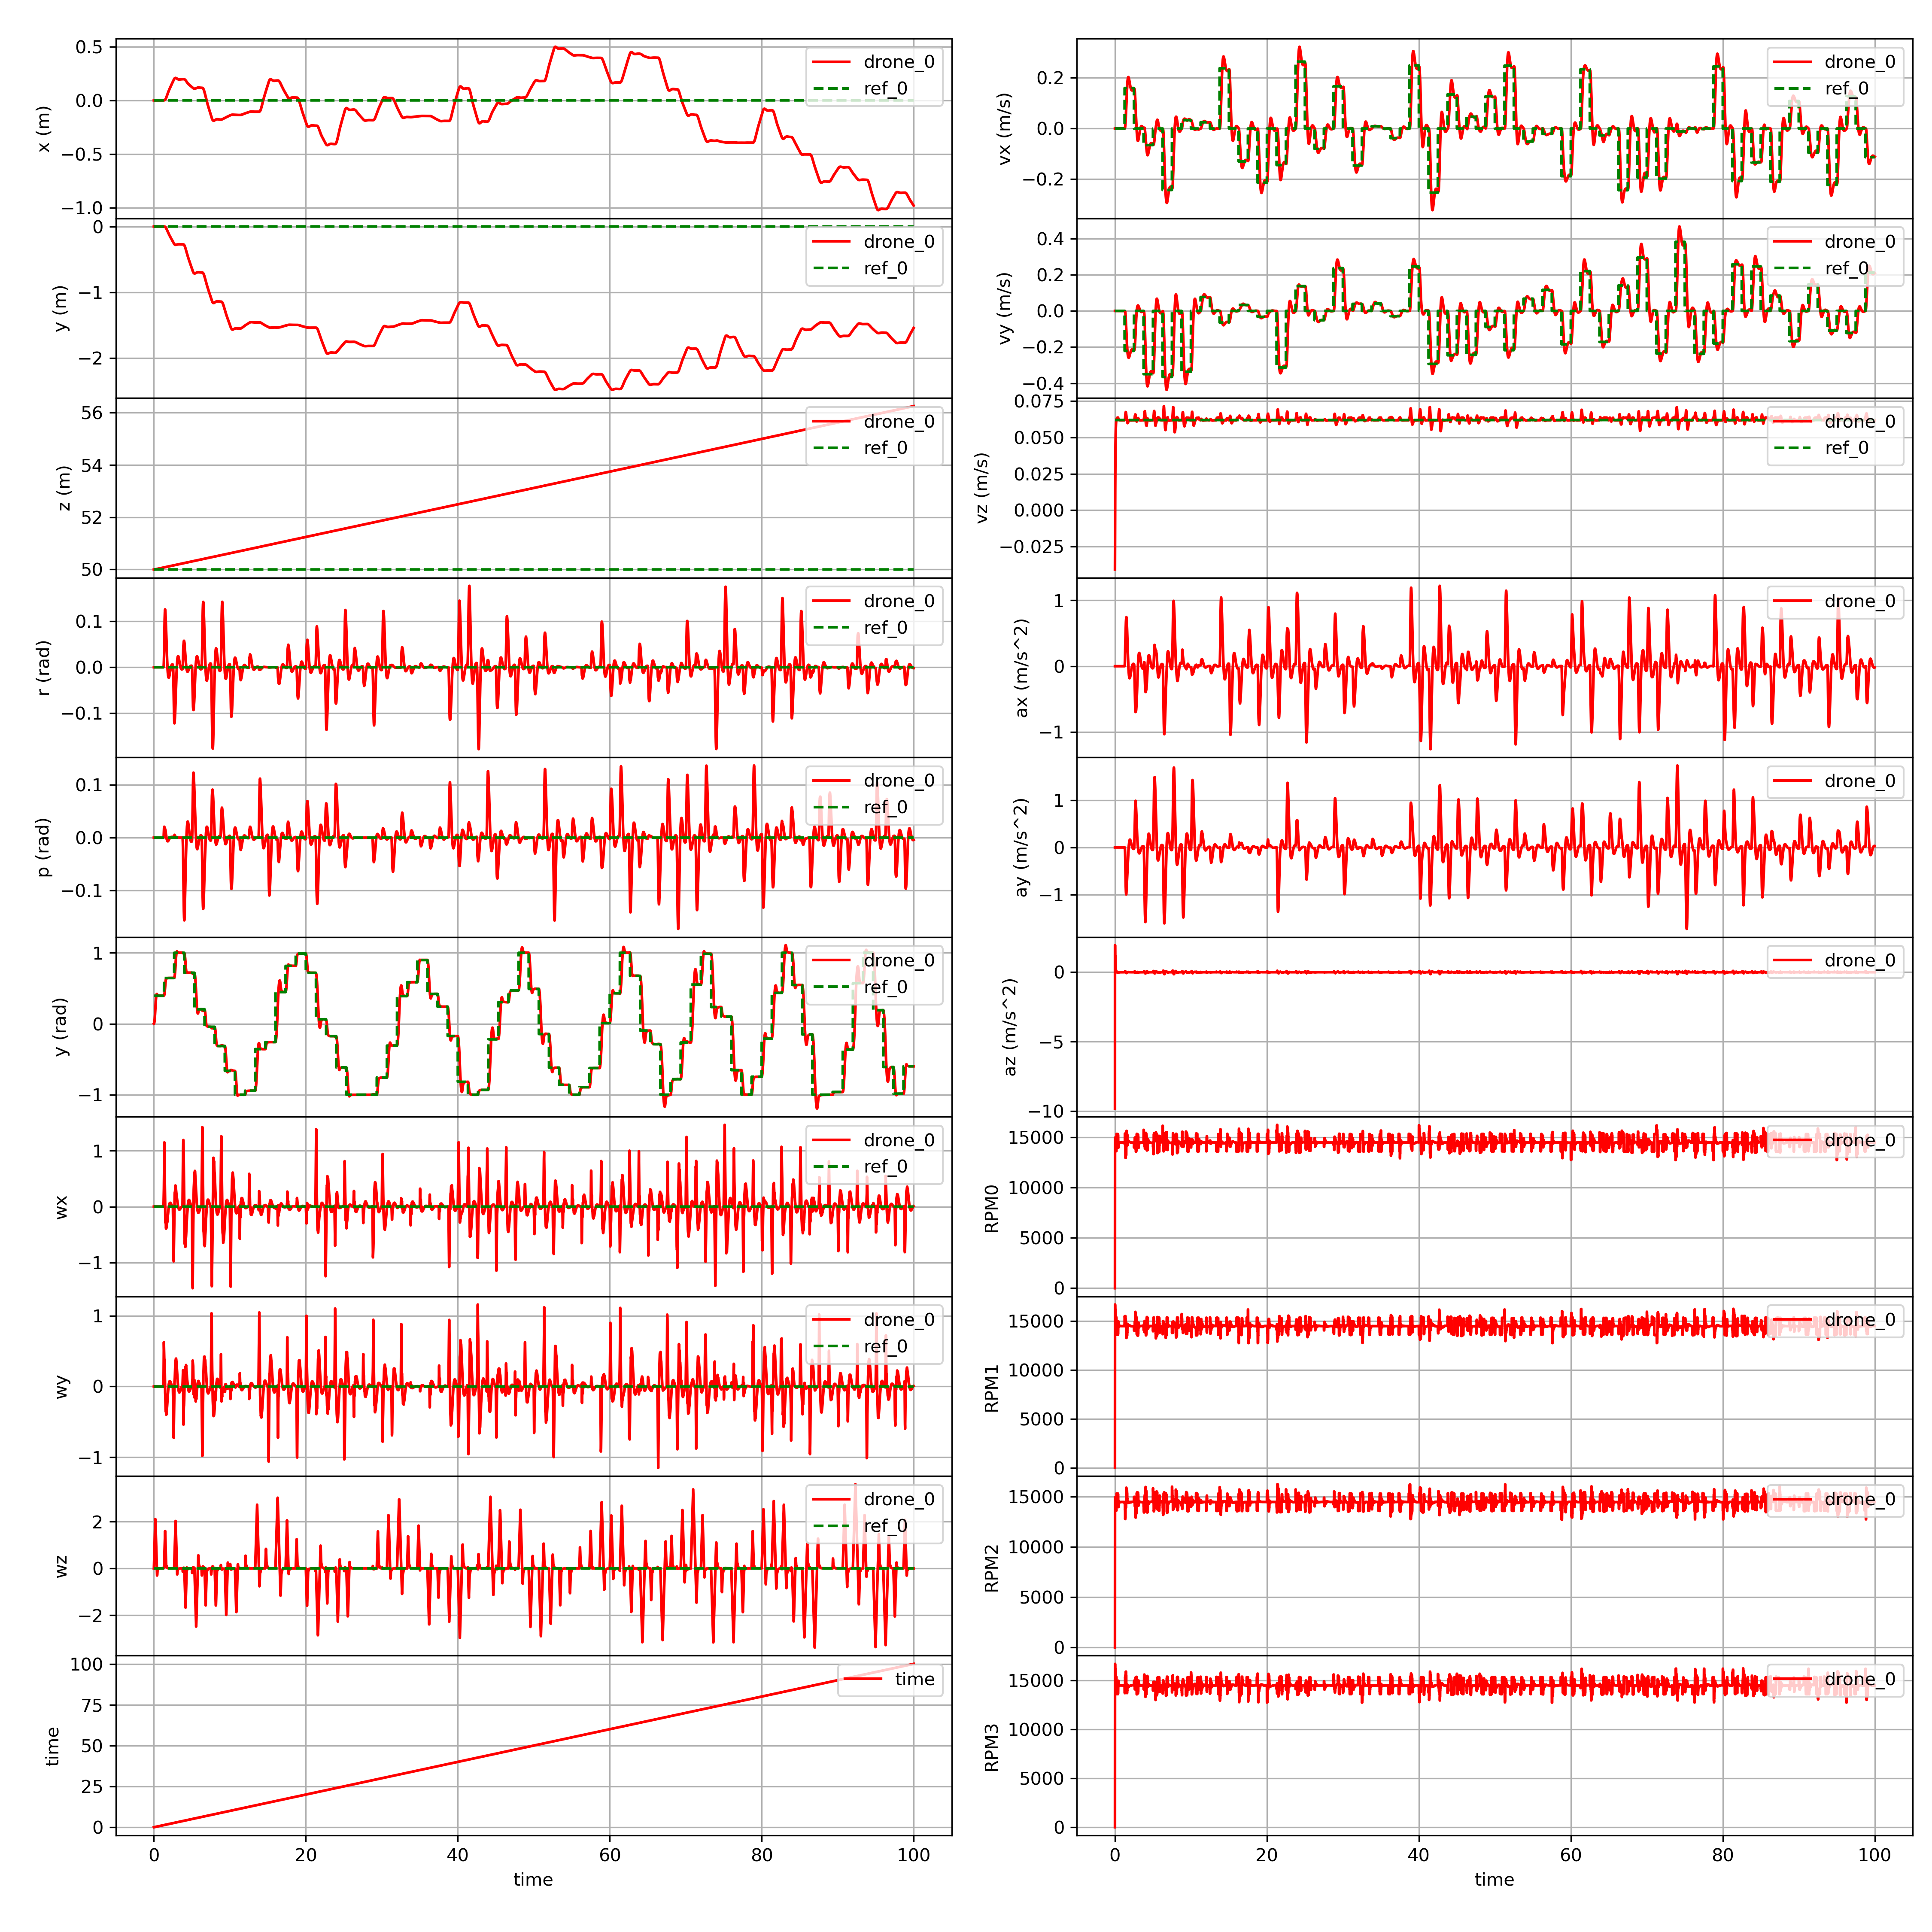 0.5
0.0
−0.5
−1.0
x (m)
drone_0
ref_0
0
−1
−2
y (m)
drone_0
ref_0
56
54
52
50
z (m)
drone_0
ref_0
0.1
0.0
−0.1
r (rad)
drone_0
ref_0
0.1
0.0
−0.1
p (rad)
drone_0
ref_0
1
0
−1
y (rad)
drone_0
ref_0
1
0
−1
wx
drone_0
ref_0
1
0
−1
wy
drone_0
ref_0
2
0
−2
wz
drone_0
ref_0
100
75
50
25
0
time
time
0 20 40 60 80 100
time
0.2
0.0
−0.2
vx (m/s)
drone_0
ref_0
0.4
0.2
0.0
−0.2
−0.4
vy (m/s)
drone_0
ref_0
0.075
0.050
0.025
0.000
−0.025
vz (m/s)
drone_0
ref_0
1
0
−1
ax (m/s^2)
drone_0
1
0
−1
ay (m/s^2)
drone_0
0
−5
−10
az (m/s^2)
drone_0
15000
10000
5000
0
RPM0
drone_0
15000
10000
5000
0
RPM1
drone_0
15000
10000
5000
0
RPM2
drone_0
15000
10000
5000
0
RPM3
drone_0
0 20 40 60 80 100
time